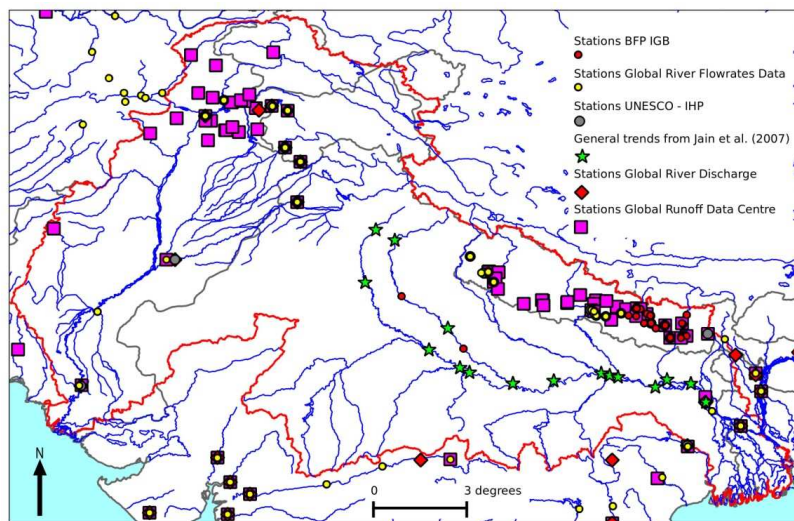 Stations BFP IGB
Stations Global River Flowrates Data
Stations UNESCO - IHP
General trends from Jain et al. (2007)
Stations Global River Discharge
Stations Global Runoff Data Centre
N
0 3 degrees